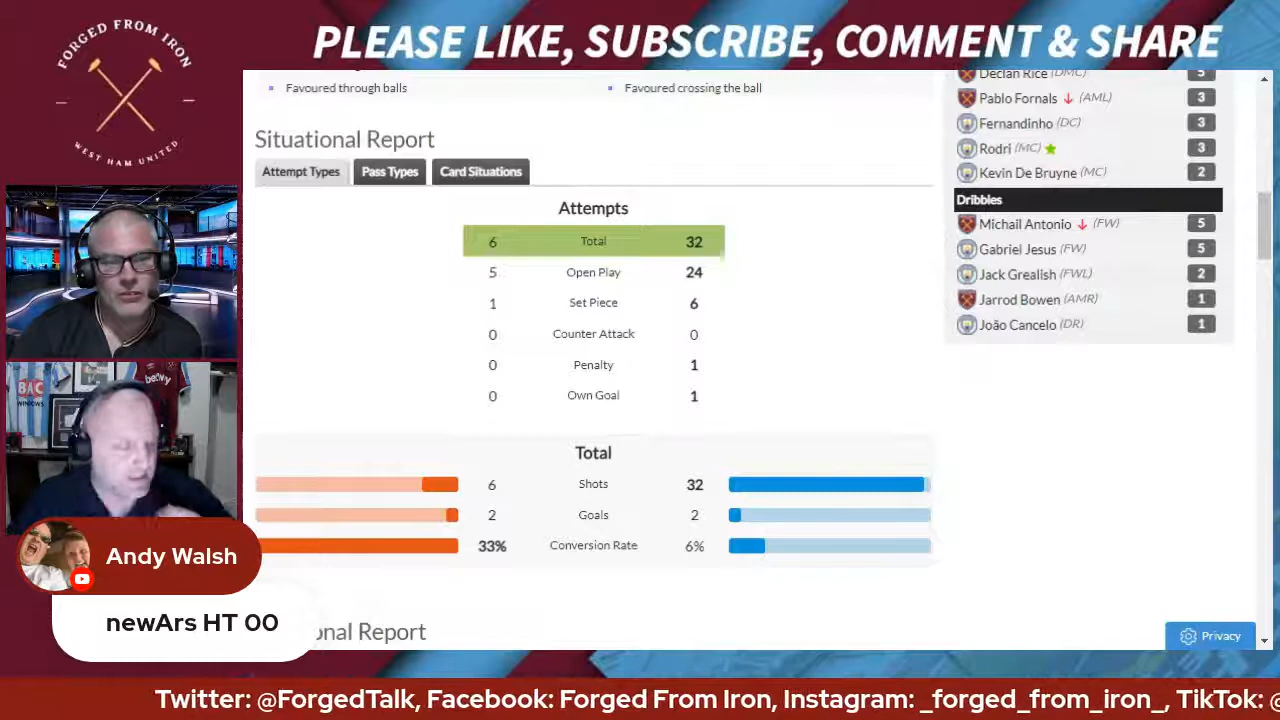 PLEASE LIKE, SUBSCRIBE, COMMENT & SHARE
FORGED FROM IRON
WEST HAM UNITED
Favoured through balls
Favoured crossing the ball
Situational Report
Attempt Types
Pass Types
Card Situations
Attempts
6 Total 32
5 Open Play 24
1 Set Piece 6
0 Counter Attack 0
0 Penalty 1
0 Own Goal 1
Total
6 Shots 32
2 Goals 2
33% Conversion Rate 6%
onal Report
Declan Rice (DMC) 5
Pablo Fornals (AML) 3
Fernandinho (DC) 3
Rodri (MC) 3
Kevin De Bruyne (MC) 2
Dribbles
Michail Antonio (FW) 5
Gabriel Jesus (FW) 5
Jack Grealish (FWL) 2
Jarrod Bowen (AMR) 1
João Cancelo (DR) 1
Privacy
BAC
WINDOWS
betway
Andy Walsh
newArs HT 00
Twitter: @ForgedTalk, Facebook: Forged From Iron, Instagram: _forged_from_iron_, TikTok: @